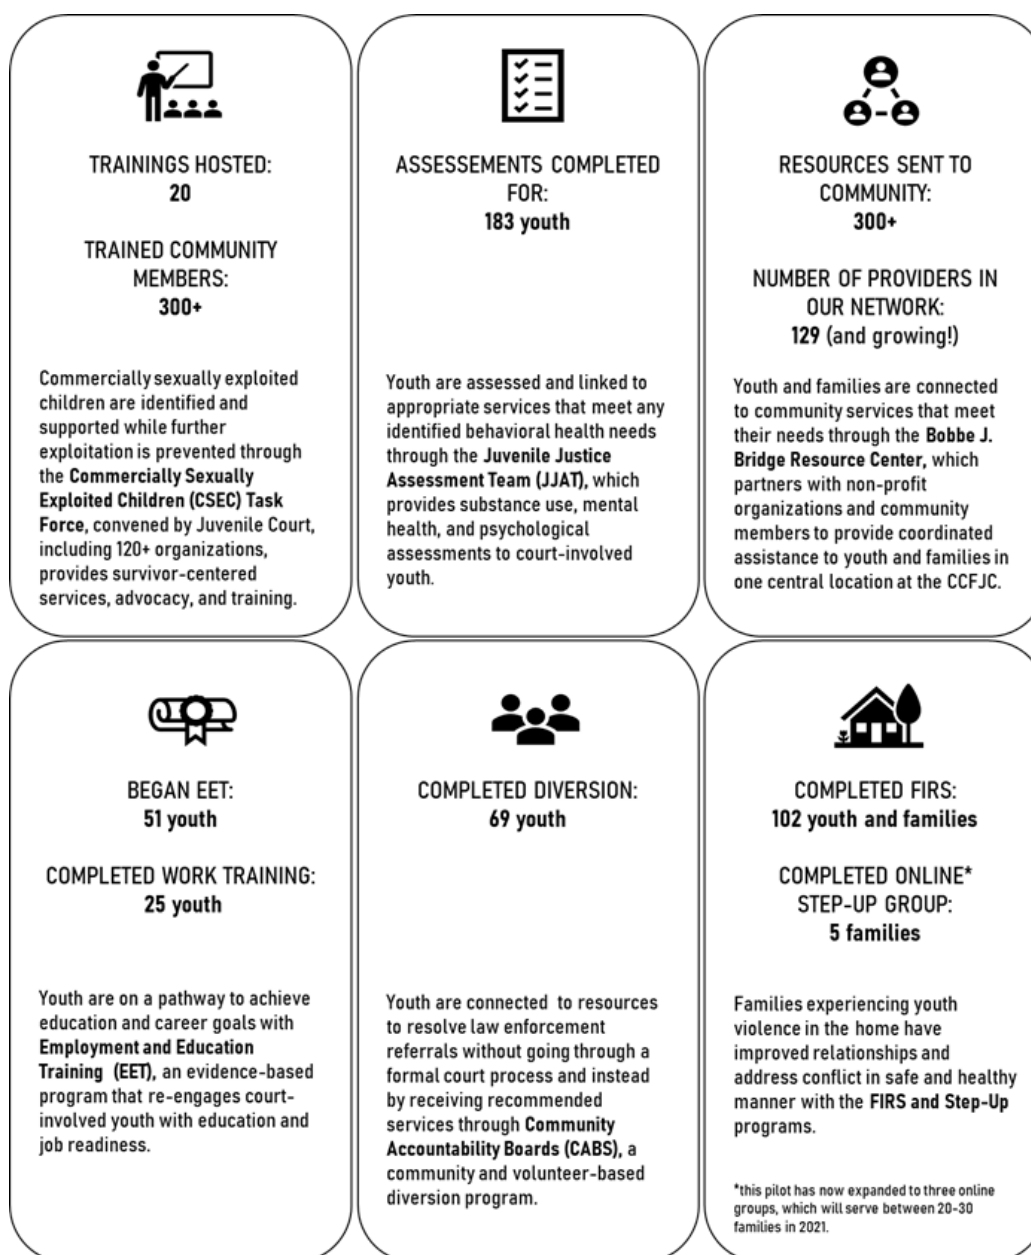 TRAININGS HOSTED:
20
TRAINED COMMUNITY
MEMBERS:
300+
Commercially sexually exploited
children are identified and
supported while further
exploitation is prevented through
the Commercially Sexually
Exploited Children (CSEC) Task
Force, convened by Juvenile Court,
including 120+ organizations,
provides survivor-centered
services, advocacy, and training.
ASSESSEMENTS COMPLETED
FOR:
183 youth
Youth are assessed and linked to
appropriate services that meet any
identified behavioral health needs
through the Juvenile Justice
Assessment Team (JJAT), which
provides substance use, mental
health, and psychological
assessments to court-involved
youth.
RESOURCES SENT TO
COMMUNITY:
300+
NUMBER OF PROVIDERS IN
OUR NETWORK:
129 (and growing!)
Youth and families are connected
to community services that meet
their needs through the Bobbe J.
Bridge Resource Center, which
partners with non-profit
organizations and community
members to provide coordinated
assistance to youth and families in
one central location at the CCFJC.
BEGAN EET:
51 youth
COMPLETED WORK TRAINING:
25 youth
Youth are on a pathway to achieve
education and career goals with
Employment and Education
Training (EET), an evidence-based
program that re-engages court-
involved youth with education and
job readiness.
COMPLETED DIVERSION:
69 youth
Youth are connected to resources
to resolve law enforcement
referrals without going through a
formal court process and instead
by receiving recommended
services through Community
Accountability Boards (CABS), a
community and volunteer-based
diversion program.
COMPLETED FIRS:
102 youth and families
COMPLETED ONLINE*
STEP-UP GROUP:
5 families
Families experiencing youth
violence in the home have
improved relationships and
address conflict in safe and healthy
manner with the FIRS and Step-Up
programs.
*this pilot has now expanded to three online
groups, which will serve between 20-30
families in 2021.